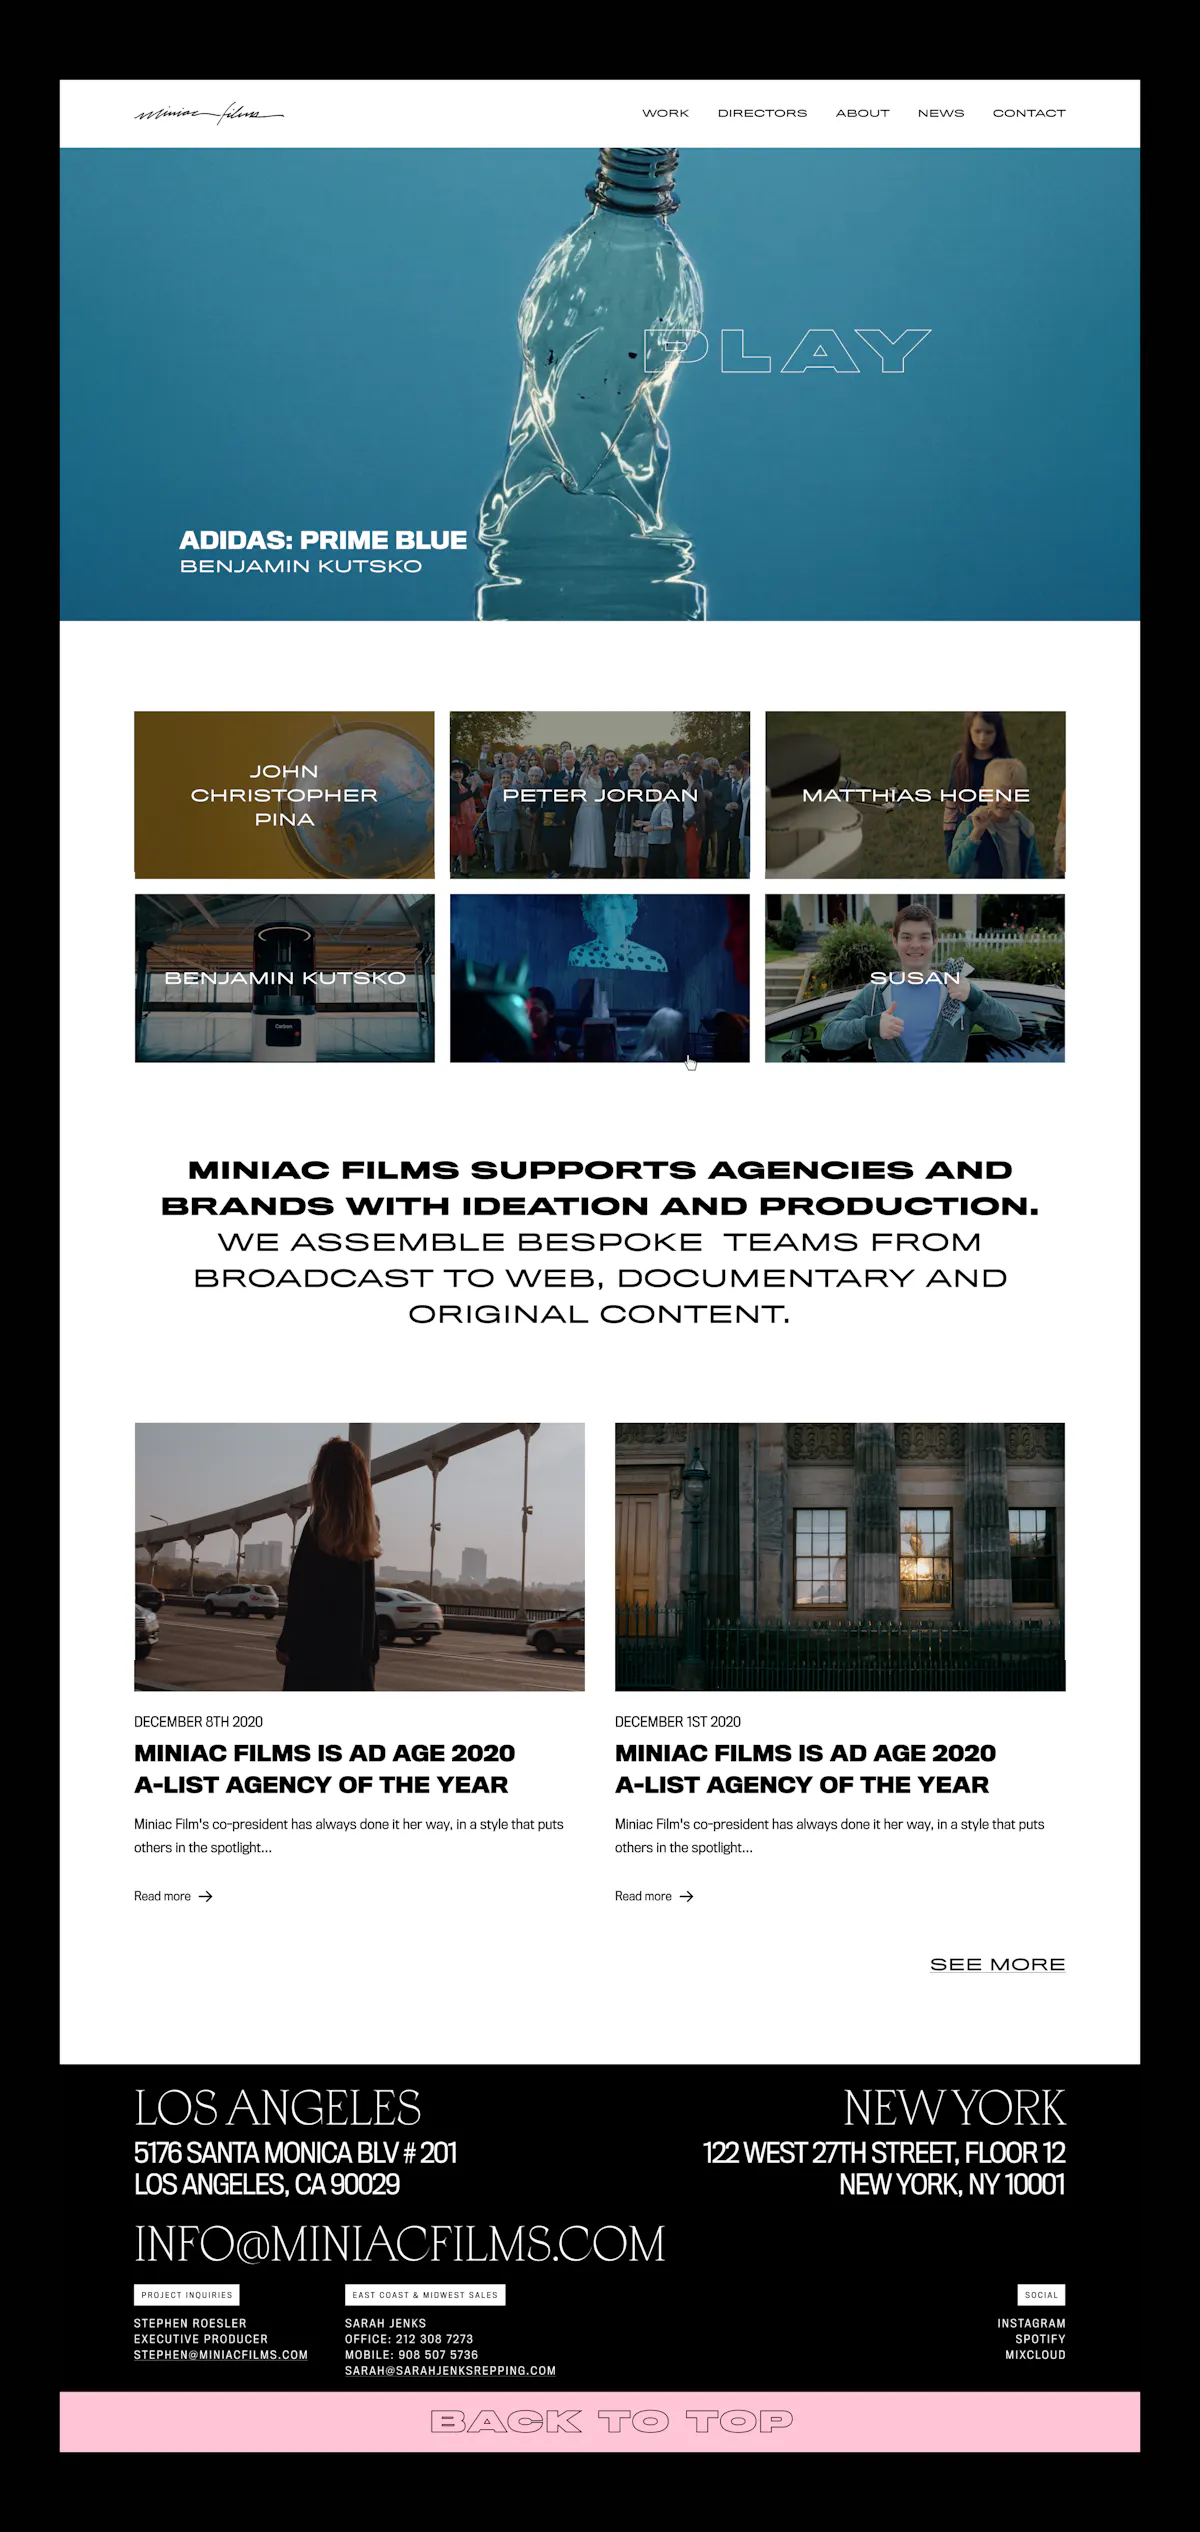 miniac films
WORK DIRECTORS ABOUT NEWS CONTACT
PLAY
ADIDAS: PRIME BLUE
BENJAMIN KUTSKO
JOHN
CHRISTOPHER
PINA
PETER JORDAN
MATTHIAS HOENE
BENJAMIN KUTSKO
Carbon
SUSAN
MINIAC FILMS SUPPORTS AGENCIES AND
BRANDS WITH IDEATION AND PRODUCTION.
WE ASSEMBLE BESPOKE TEAMS FROM
BROADCAST TO WEB, DOCUMENTARY AND
ORIGINAL CONTENT.
DECEMBER 8TH 2020
MINIAC FILMS IS AD AGE 2020
A-LIST AGENCY OF THE YEAR
Miniac Film's co-president has always done it her way, in a style that puts
others in the spotlight...
Read more →
DECEMBER 1ST 2020
MINIAC FILMS IS AD AGE 2020
A-LIST AGENCY OF THE YEAR
Miniac Film's co-president has always done it her way, in a style that puts
others in the spotlight...
Read more →
SEE MORE
LOS ANGELES
5176 SANTA MONICA BLV # 201
LOS ANGELES, CA 90029
NEW YORK
122 WEST 27TH STREET, FLOOR 12
NEW YORK, NY 10001
INFO@MINIACFILMS.COM
PROJECT INQUIRIES
STEPHEN ROESLER
EXECUTIVE PRODUCER
STEPHEN@MINIACFILMS.COM
EAST COAST & MIDWEST SALES
SARAH JENKS
OFFICE: 212 308 7273
MOBILE: 908 507 5736
SARAH@SARAHJENKSREPPING.COM
SOCIAL
INSTAGRAM
SPOTIFY
MIXCLOUD
BACK TO TOP